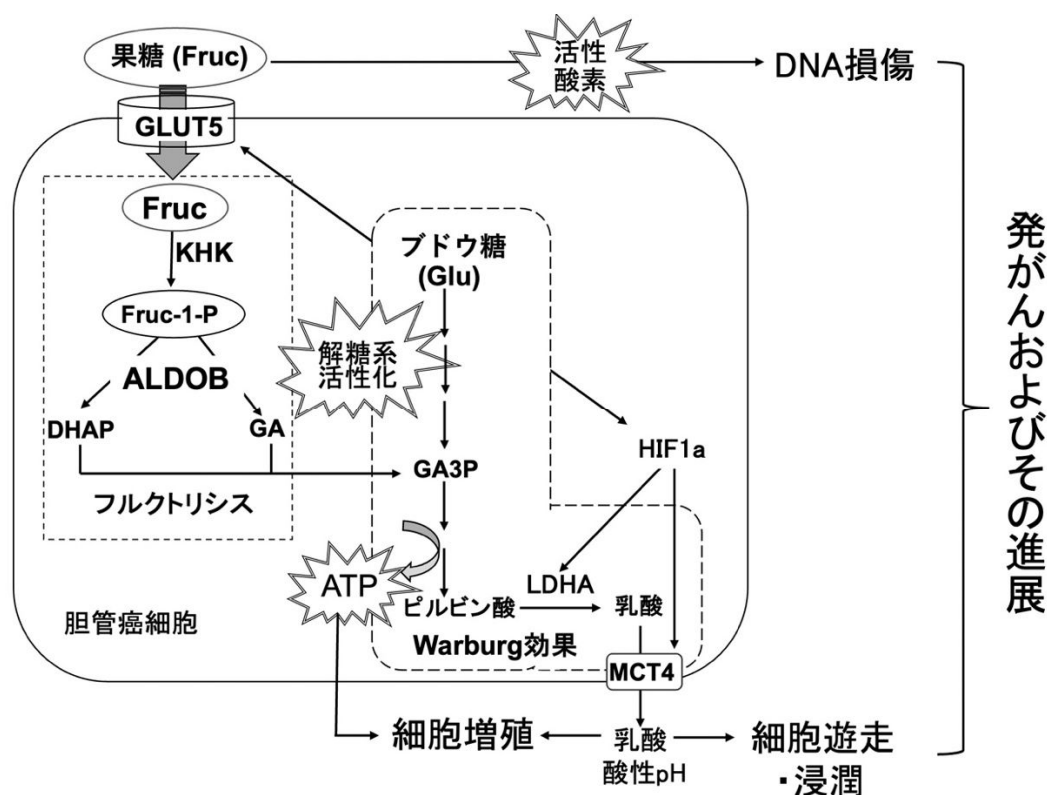 果糖 (Fruc)
活性
酸素
DNA損傷
GLUT5
Fruc
KHK
Fruc-1-P
ALDOB
DHAP
GA
フルクトリシス
ブドウ糖
(Glu)
解糖系
活性化
GA3P
HIF1a
ATP
LDHA
ピルビン酸
乳酸
Warburg効果
胆管癌細胞
MCT4
細胞増殖
乳酸
酸性pH
細胞遊走
・浸潤
発がんおよびその進展